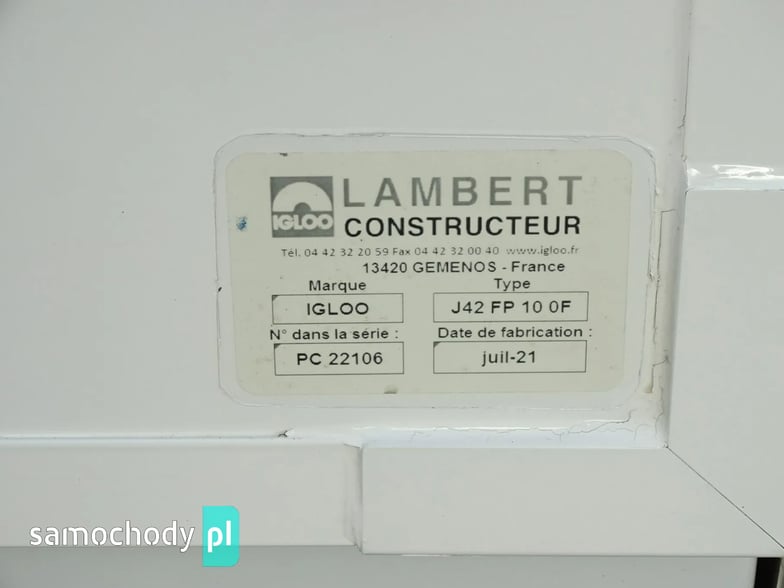 IGLOO
LAMBERT
CONSTRUCTEUR
Tél. 04 42 32 20 59 Fax 04 42 32 00 40 www.igloo.fr
13420 GEMENOS - France
Marque Type
IGLOO J42 FP 10 0F
N° dans la série : Date de fabrication :
PC 22106 juil-21
samochody pl